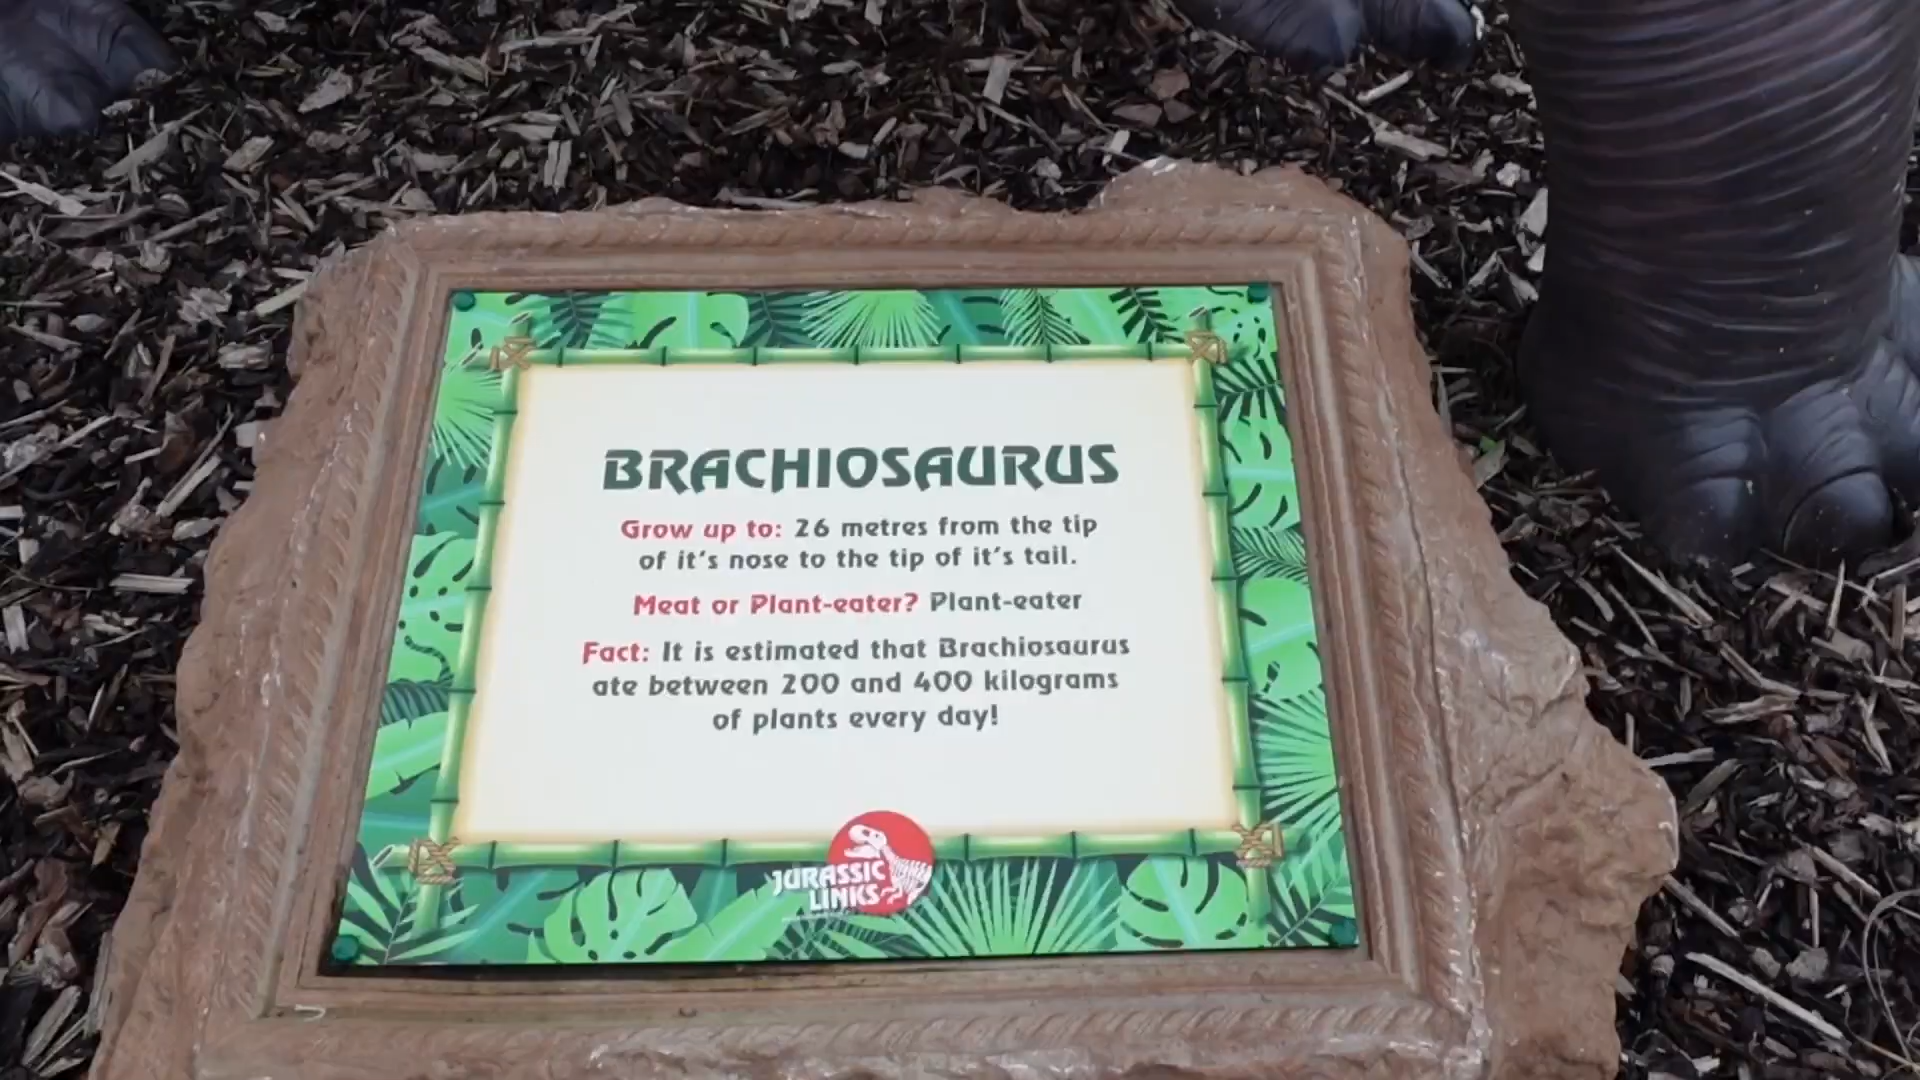 BRACHIOSAURUS
Grow up to: 26 metres from the tip
of it's nose to the tip of it's tail.
Meat or Plant-eater? Plant-eater
Fact: It is estimated that Brachiosaurus
ate between 200 and 400 kilograms
of plants every day!
JURASSIC
LINKS